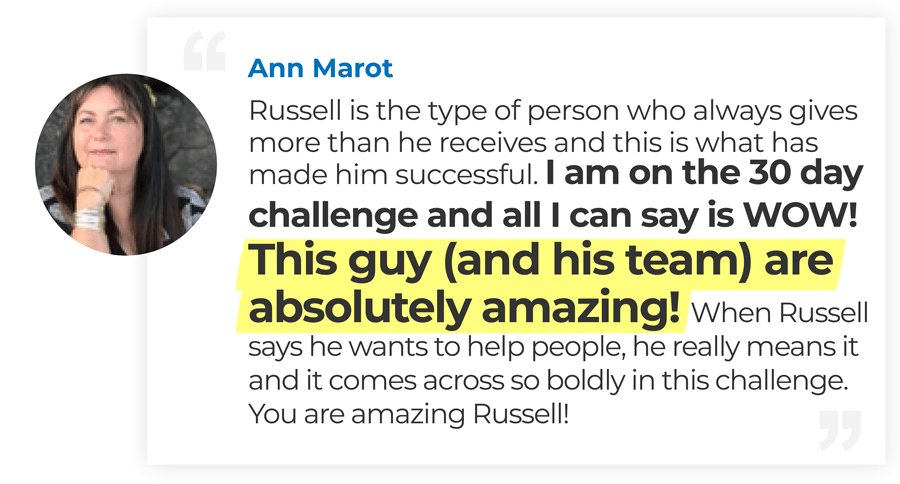 Ann Marot
Russell is the type of person who always gives
more than he receives and this is what has
made him successful. I am on the 30 day
challenge and all I can say is WOW!
This guy (and his team) are
absolutely amazing! When Russell
says he wants to help people, he really means it
and it comes across so boldly in this challenge.
You are amazing Russell!